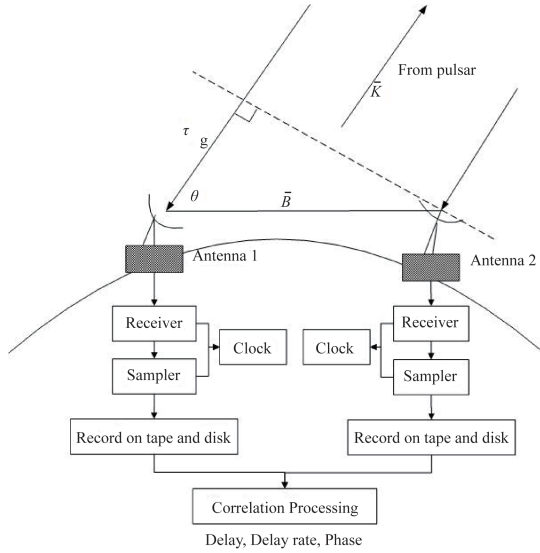 From pulsar
K̄
τ g
θ
B̄
Antenna 1
Antenna 2
Receiver
Receiver
Clock
Clock
Sampler
Sampler
Record on tape and disk
Record on tape and disk
Correlation Processing
Delay, Delay rate, Phase